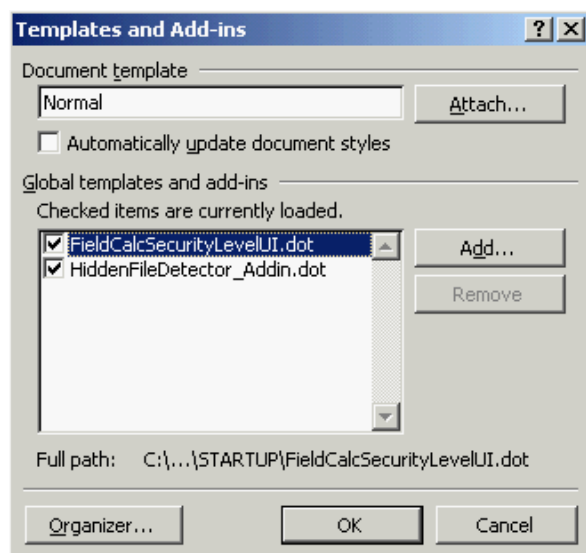 Templates and Add-ins
Document template
Normal
Attach...
Automatically update document styles
Global templates and add-ins
Checked items are currently loaded.
FieldCalcSecurityLevelUI.dot
Add...
HiddenFileDetector_Addin.dot
Remove
Full path: C:\...\STARTUP\FieldCalcSecurityLevelUI.dot
Organizer...
OK
Cancel